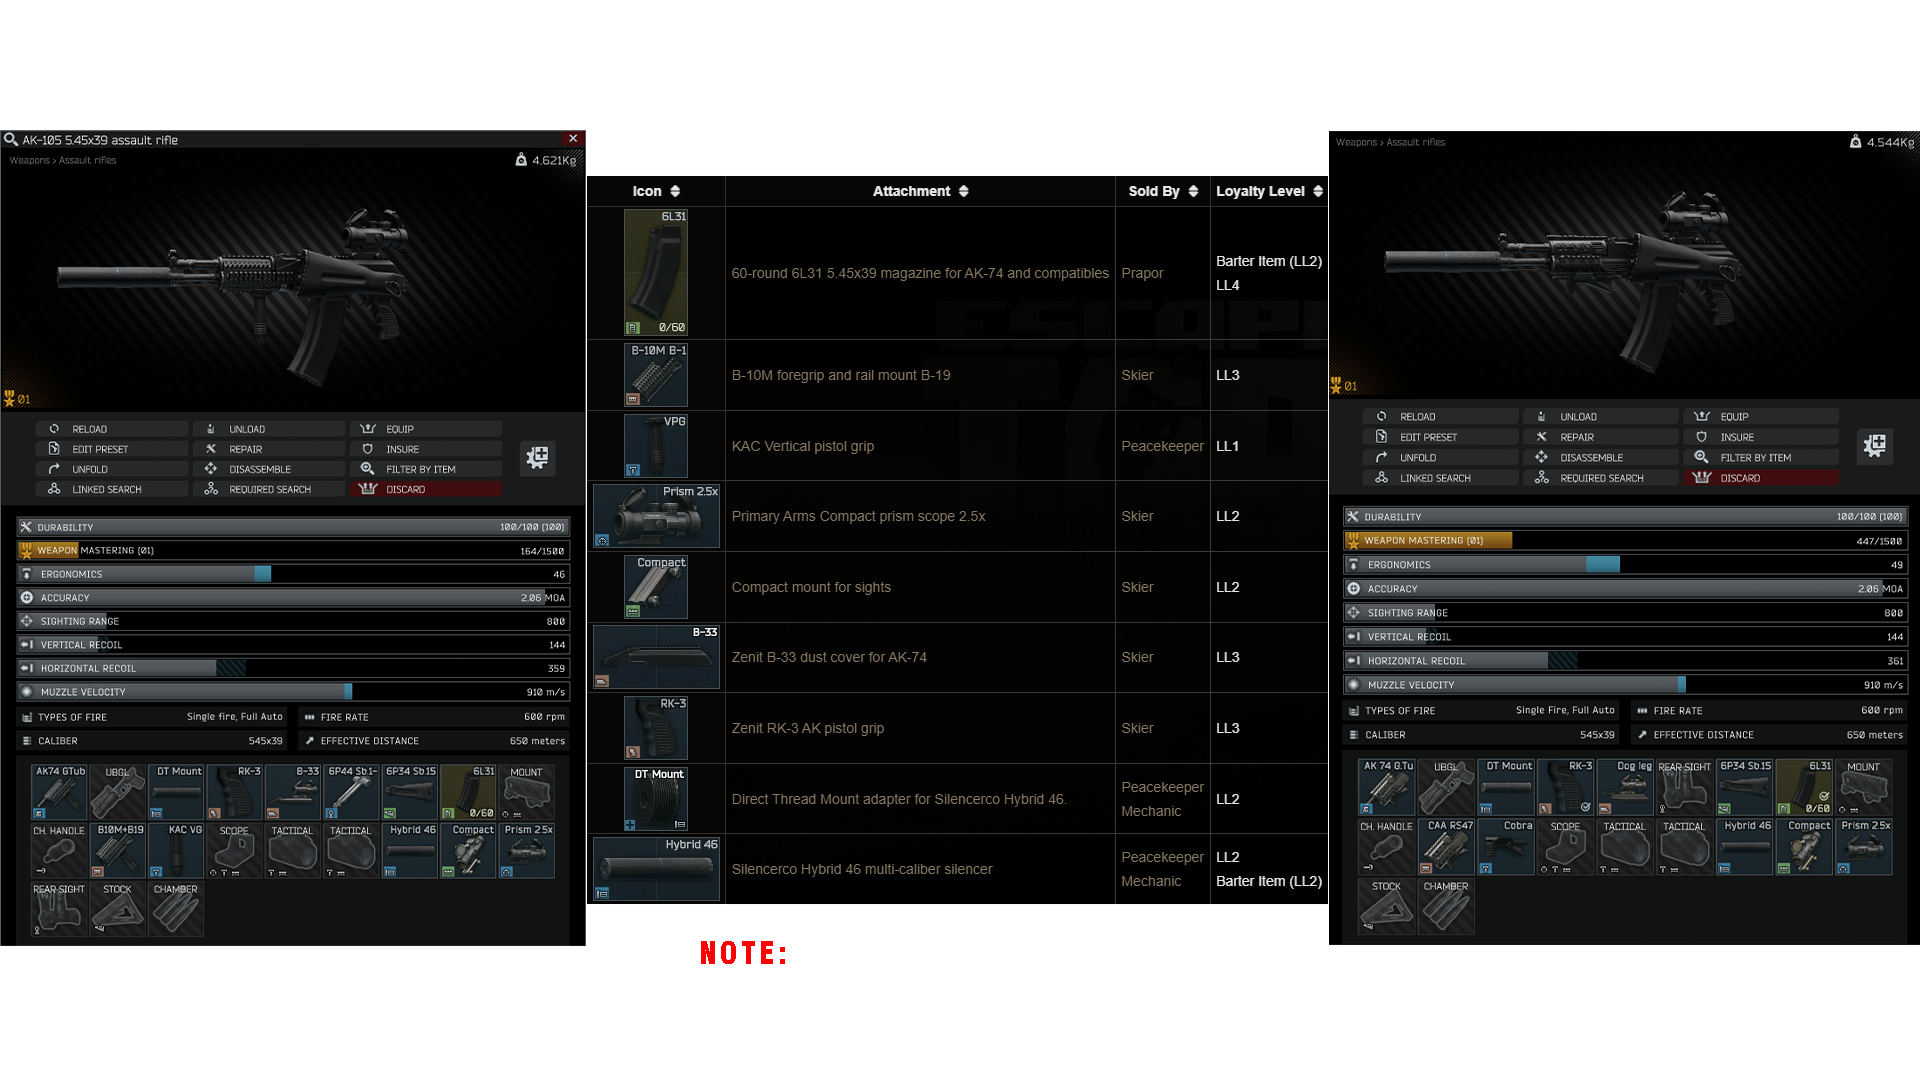 AK-105 5.45x39 assault rifle
Weapons > Assault rifles
4.621Kg
01
RELOAD UNLOAD EQUIP
EDIT PRESET REPAIR INSURE
UNFOLD DISASSEMBLE FILTER BY ITEM
LINKED SEARCH REQUIRED SEARCH DISCARD
DURABILITY 100/100 (100)
WEAPON MASTERING (01) 164/1500
ERGONOMICS 46
ACCURACY 2.06 MOA
SIGHTING RANGE 800
VERTICAL RECOIL 144
HORIZONTAL RECOIL 359
MUZZLE VELOCITY 910 m/s
TYPES OF FIRE Single fire, Full Auto FIRE RATE 600 rpm
CALIBER 545x39 EFFECTIVE DISTANCE 650 meters
AK74 GTub UBGL DT Mount RK-3 B-33 6P44 Sb.1- 6P34 Sb.15 6L31 MOUNT
0/60
CH. HANDLE B10M+B19 KAC VG SCOPE TACTICAL TACTICAL Hybrid 46 Compact Prism 2.5x
REAR SIGHT STOCK CHAMBER
Icon Attachment Sold By Loyalty Level
6L31
0/60
60-round 6L31 5.45x39 magazine for AK-74 and compatibles Prapor Barter Item (LL2)
LL4
B-10M B-1
B-10M foregrip and rail mount B-19 Skier LL3
VPG
KAC Vertical pistol grip Peacekeeper LL1
Prism 2.5x
Primary Arms Compact prism scope 2.5x Skier LL2
Compact
Compact mount for sights Skier LL2
B-33
Zenit B-33 dust cover for AK-74 Skier LL3
RK-3
Zenit RK-3 AK pistol grip Skier LL3
DT Mount
Direct Thread Mount adapter for Silencerco Hybrid 46. Peacekeeper LL2
Mechanic
Hybrid 46
Silencerco Hybrid 46 multi-caliber silencer Peacekeeper LL2
Mechanic Barter Item (LL2)
NOTE:
Weapons > Assault rifles
4.544Kg
01
RELOAD UNLOAD EQUIP
EDIT PRESET REPAIR INSURE
UNFOLD DISASSEMBLE FILTER BY ITEM
LINKED SEARCH REQUIRED SEARCH DISCARD
DURABILITY 100/100 (100)
WEAPON MASTERING (01) 447/1500
ERGONOMICS 49
ACCURACY 2.06 MOA
SIGHTING RANGE 800
VERTICAL RECOIL 144
HORIZONTAL RECOIL 361
MUZZLE VELOCITY 910 m/s
TYPES OF FIRE Single Fire, Full Auto FIRE RATE 600 rpm
CALIBER 545x39 EFFECTIVE DISTANCE 650 meters
AK 74 G.Tu UBGL DT Mount RK-3 Dog leg REAR SIGHT 6P34 Sb.15 6L31 MOUNT
0/60
CH. HANDLE CAA RS47 Cobra SCOPE TACTICAL TACTICAL Hybrid 46 Compact Prism 2.5x
STOCK CHAMBER